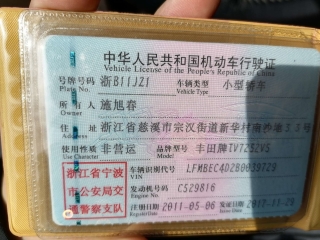 中华人民共和国机动车行驶证
Vehicle License of the People's Republic of China
号牌号码 浙B11JZ1 车辆类型 小型轿车
Plate No. Vehicle Type
所有人 施旭春
Owner
住址 浙江省慈溪市宗汉街道新华村南沙地
Address
使用性质 非营运 品牌型号 丰田牌TV7252VS
Use Character Model
浙江省宁波 车辆识别代号 LFMBEC4D280039729
VIN
市公安局交 发动机号码 C529816
Engine No.
通警察支队 注册日期 2011-05-06 发证日期 2017-11-29
Register Date Issue Date